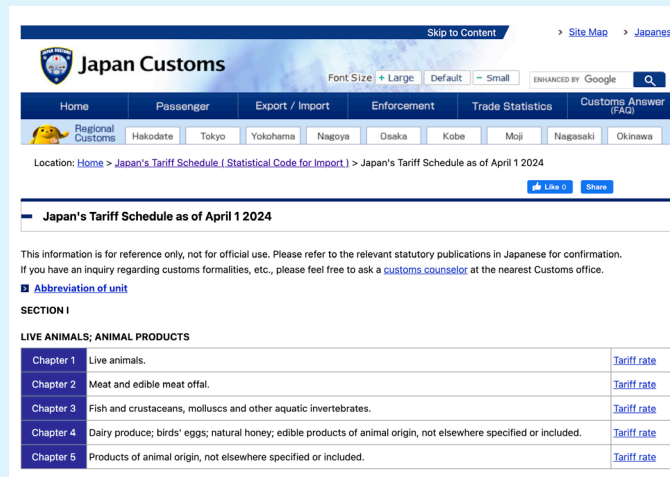 Skip to Content
Site Map
Japan Customs
Font Size + Large Default − Small
ENHANCED BY Google
Home Passenger Export / Import Enforcement Trade Statistics Customs Answer (FAQ)
Regional Customs Hakodate Tokyo Yokohama Nagoya Osaka Kobe Moji Nagasaki Okinawa
Location: Home > Japan's Tariff Schedule ( Statistical Code for Import ) > Japan's Tariff Schedule as of April 1 2024
Like 0 Share
Japan's Tariff Schedule as of April 1 2024
This information is for reference only, not for official use. Please refer to the relevant statutory publications in Japanese for confirmation.
If you have an inquiry regarding customs formalities, etc., please feel free to ask a customs counselor at the nearest Customs office.
Abbreviation of unit
SECTION I
LIVE ANIMALS; ANIMAL PRODUCTS
Chapter 1 Live animals. Tariff rate
Chapter 2 Meat and edible meat offal. Tariff rate
Chapter 3 Fish and crustaceans, molluscs and other aquatic invertebrates. Tariff rate
Chapter 4 Dairy produce; birds' eggs; natural honey; edible products of animal origin, not elsewhere specified or included. Tariff rate
Chapter 5 Products of animal origin, not elsewhere specified or included. Tariff rate